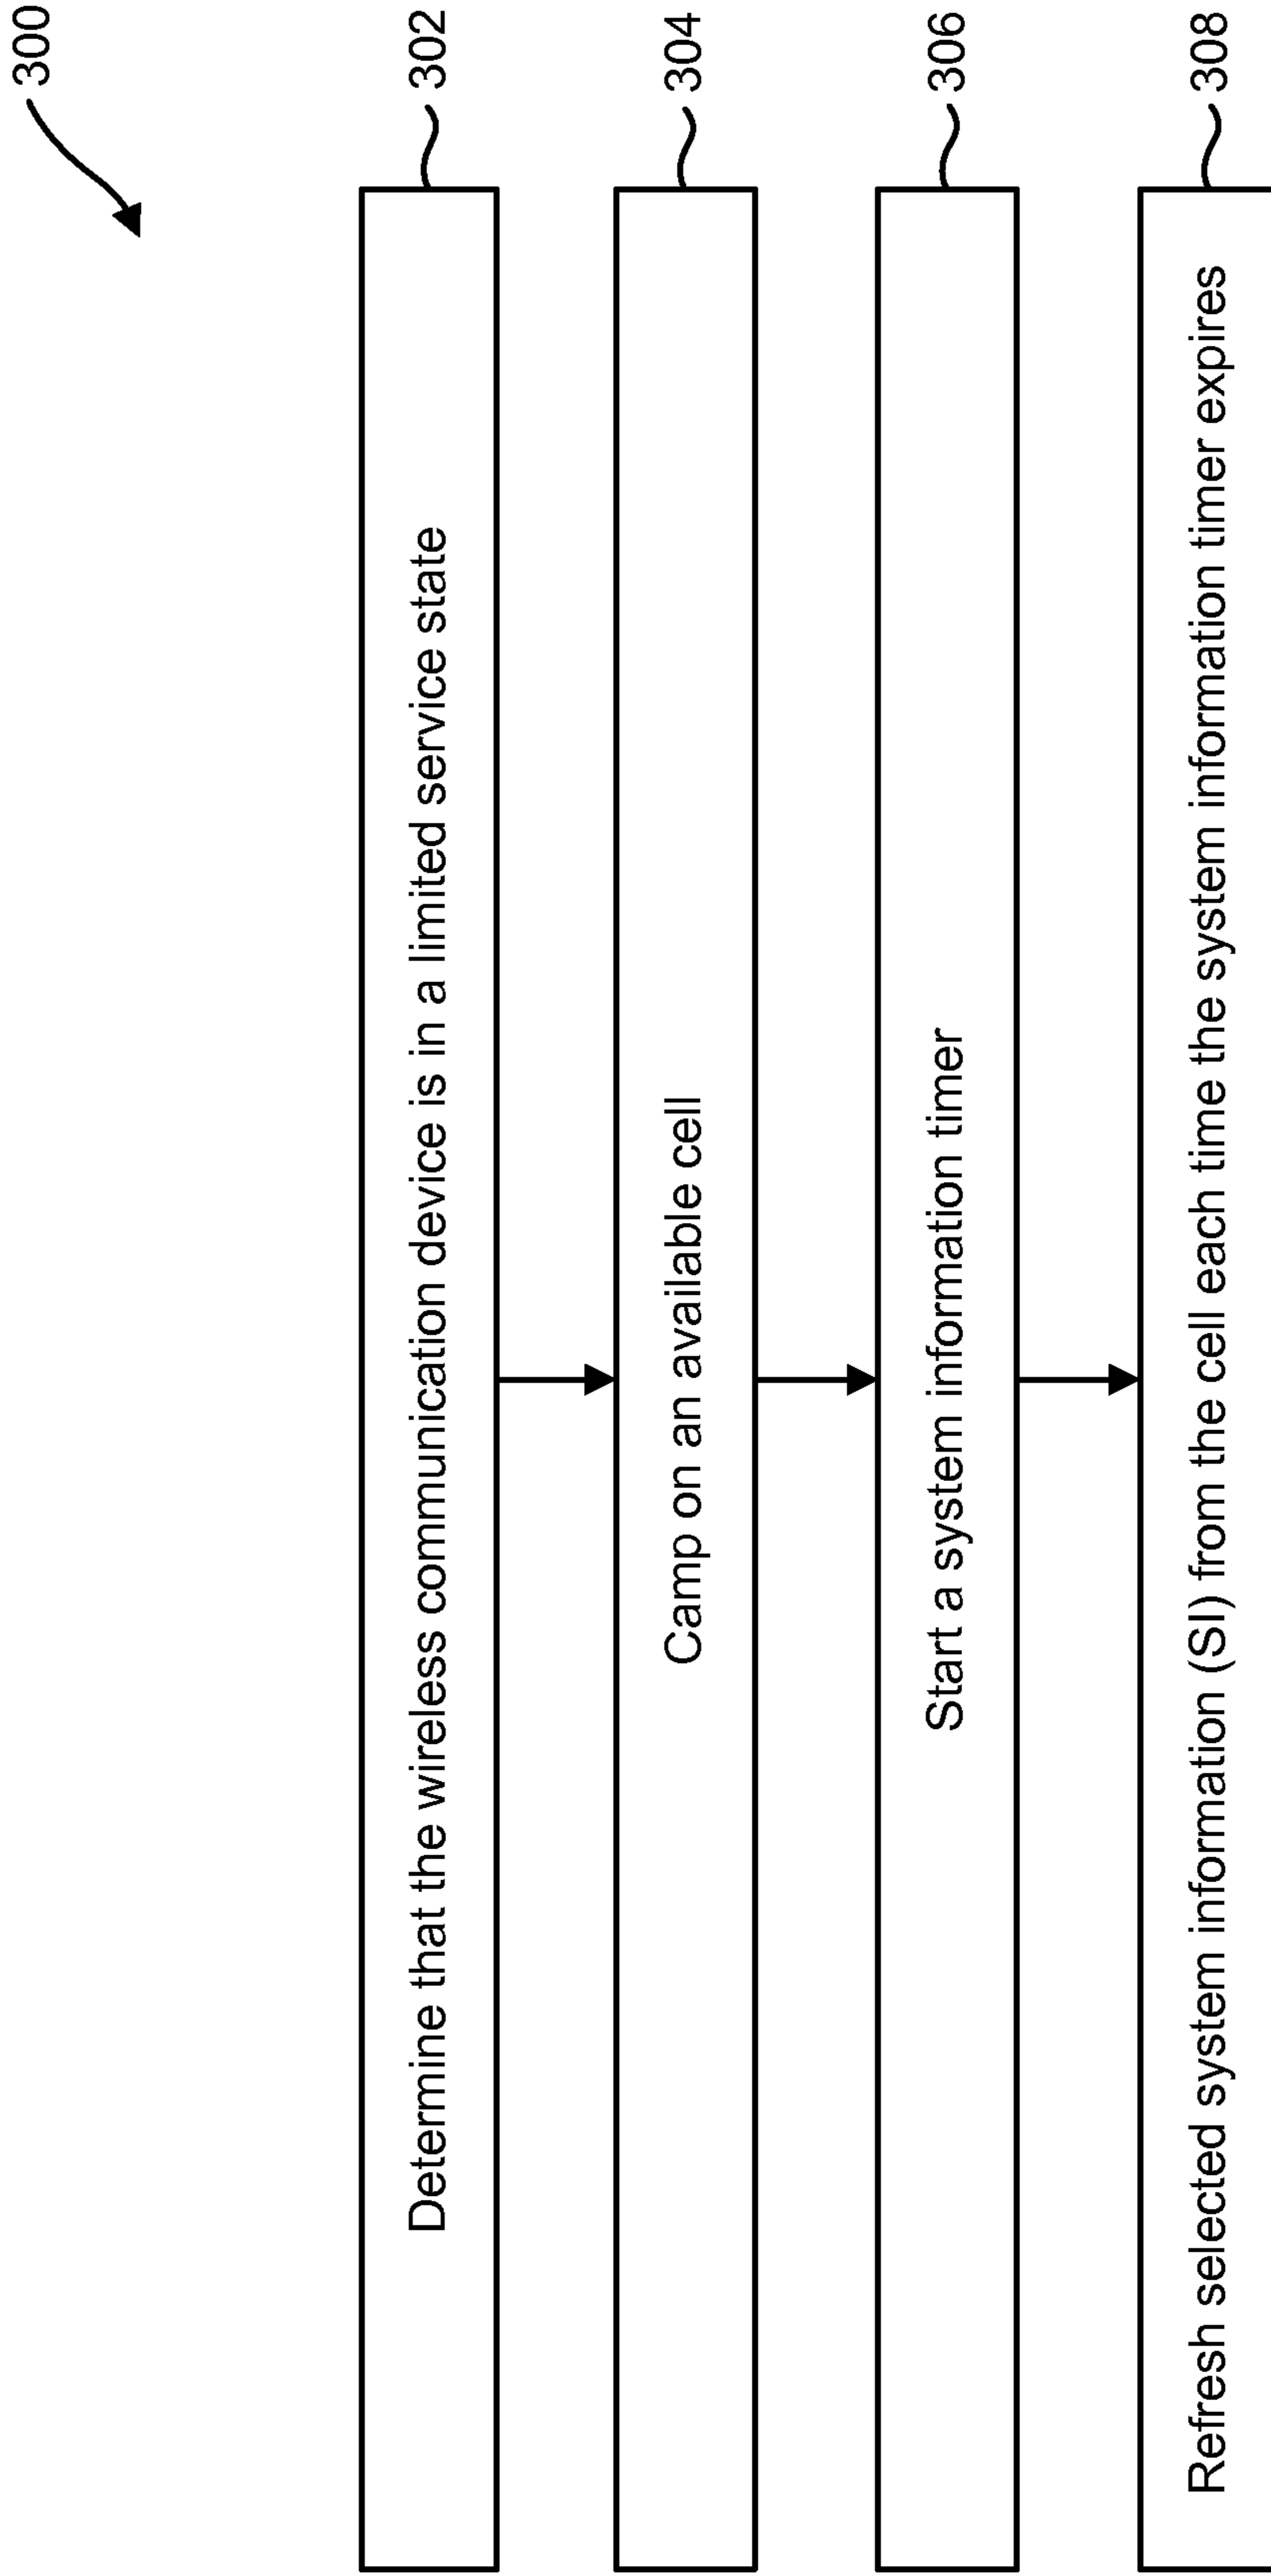 300
Determine that the wireless communication device is in a limited service state
302
Camp on an available cell
304
Start a system information timer
306
Refresh selected system information (SI) from the cell each time the system information timer expires
308